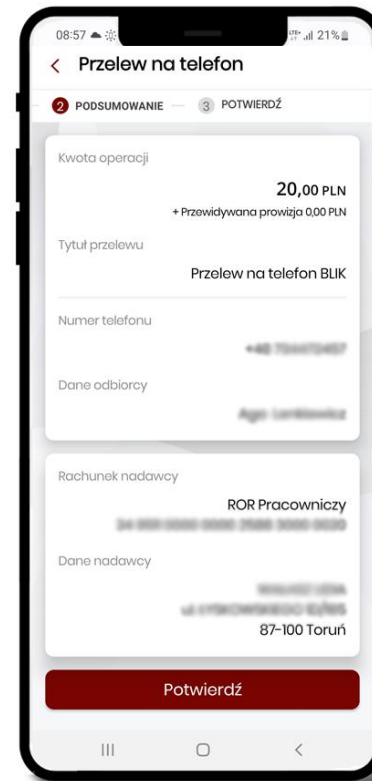 08:57
LTE+ 21%
Przelew na telefon
2 PODSUMOWANIE 3 POTWIERDŹ
Kwota operacji
20,00 PLN
+ Przewidywana prowizja 0,00 PLN
Tytuł przelewu
Przelew na telefon BLIK
Numer telefonu
Dane odbiorcy
Rachunek nadawcy
ROR Pracowniczy
Dane nadawcy
87-100 Toruń
Potwierdź